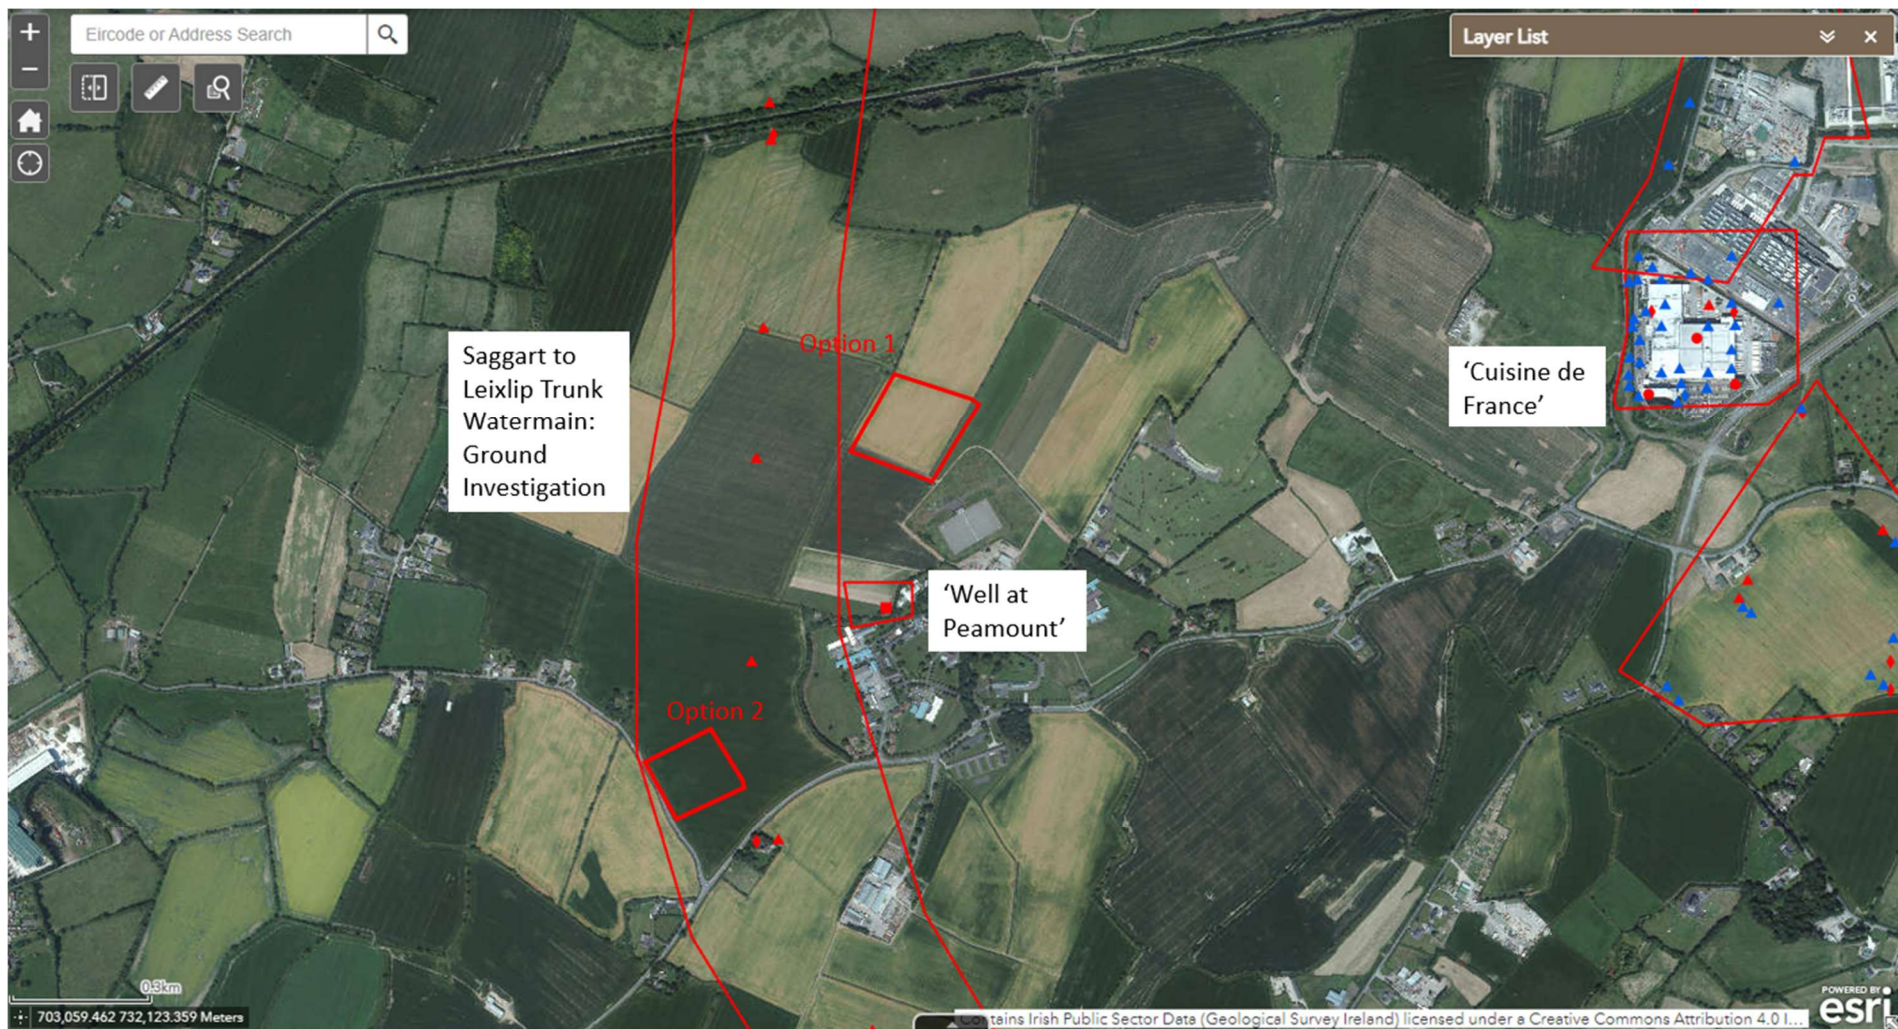 Eircode or Address Search
Layer List
Option 1
Saggart to
Leixlip Trunk
Watermain:
Ground
Investigation
'Cuisine de
France'
'Well at
Peamount'
Option 2
0.3km
703,059.462 732,123.359 Meters
tains Irish Public Sector Data (Geological Survey Ireland) licensed under a Creative Commons Attribution 4.0 I...
POWERED BY
esri